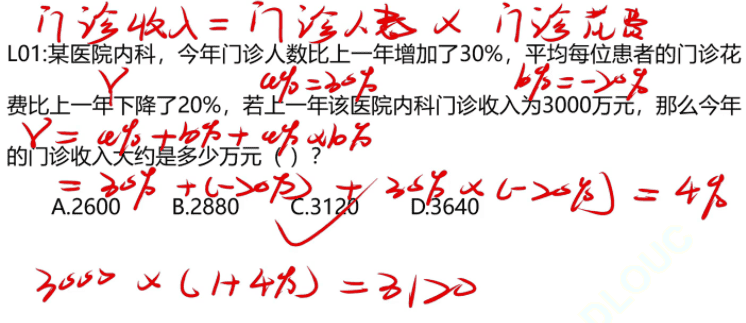 门诊收入 = 门诊人数 × 门诊花费
L01:某医院内科，今年门诊人数比上一年增加了30%，平均每位患者的门诊花
γ a% = 30% b% = -20%
费比上一年下降了20%，若上一年该医院内科门诊收入为3000万元，那么今年
γ = a% + b% + a% × b%
的门诊收入大约是多少万元（ ）？
= 30% + (-20%) + 30% × (-20%) = 4%
A.2600 B.2880 C.3120 D.3640
3000 × (1+4%) = 3120
DLOUG